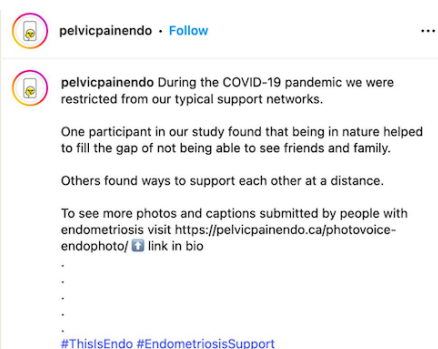 pelvicpainendo • Follow
pelvicpainendo During the COVID-19 pandemic we were
restricted from our typical support networks.
One participant in our study found that being in nature helped
to fill the gap of not being able to see friends and family.
Others found ways to support each other at a distance.
To see more photos and captions submitted by people with
endometriosis visit https://pelvicpainendo.ca/photovoice-
endophoto/ ⬆️ link in bio
.
.
.
.
.
#ThisIsEndo #EndometriosisSupport